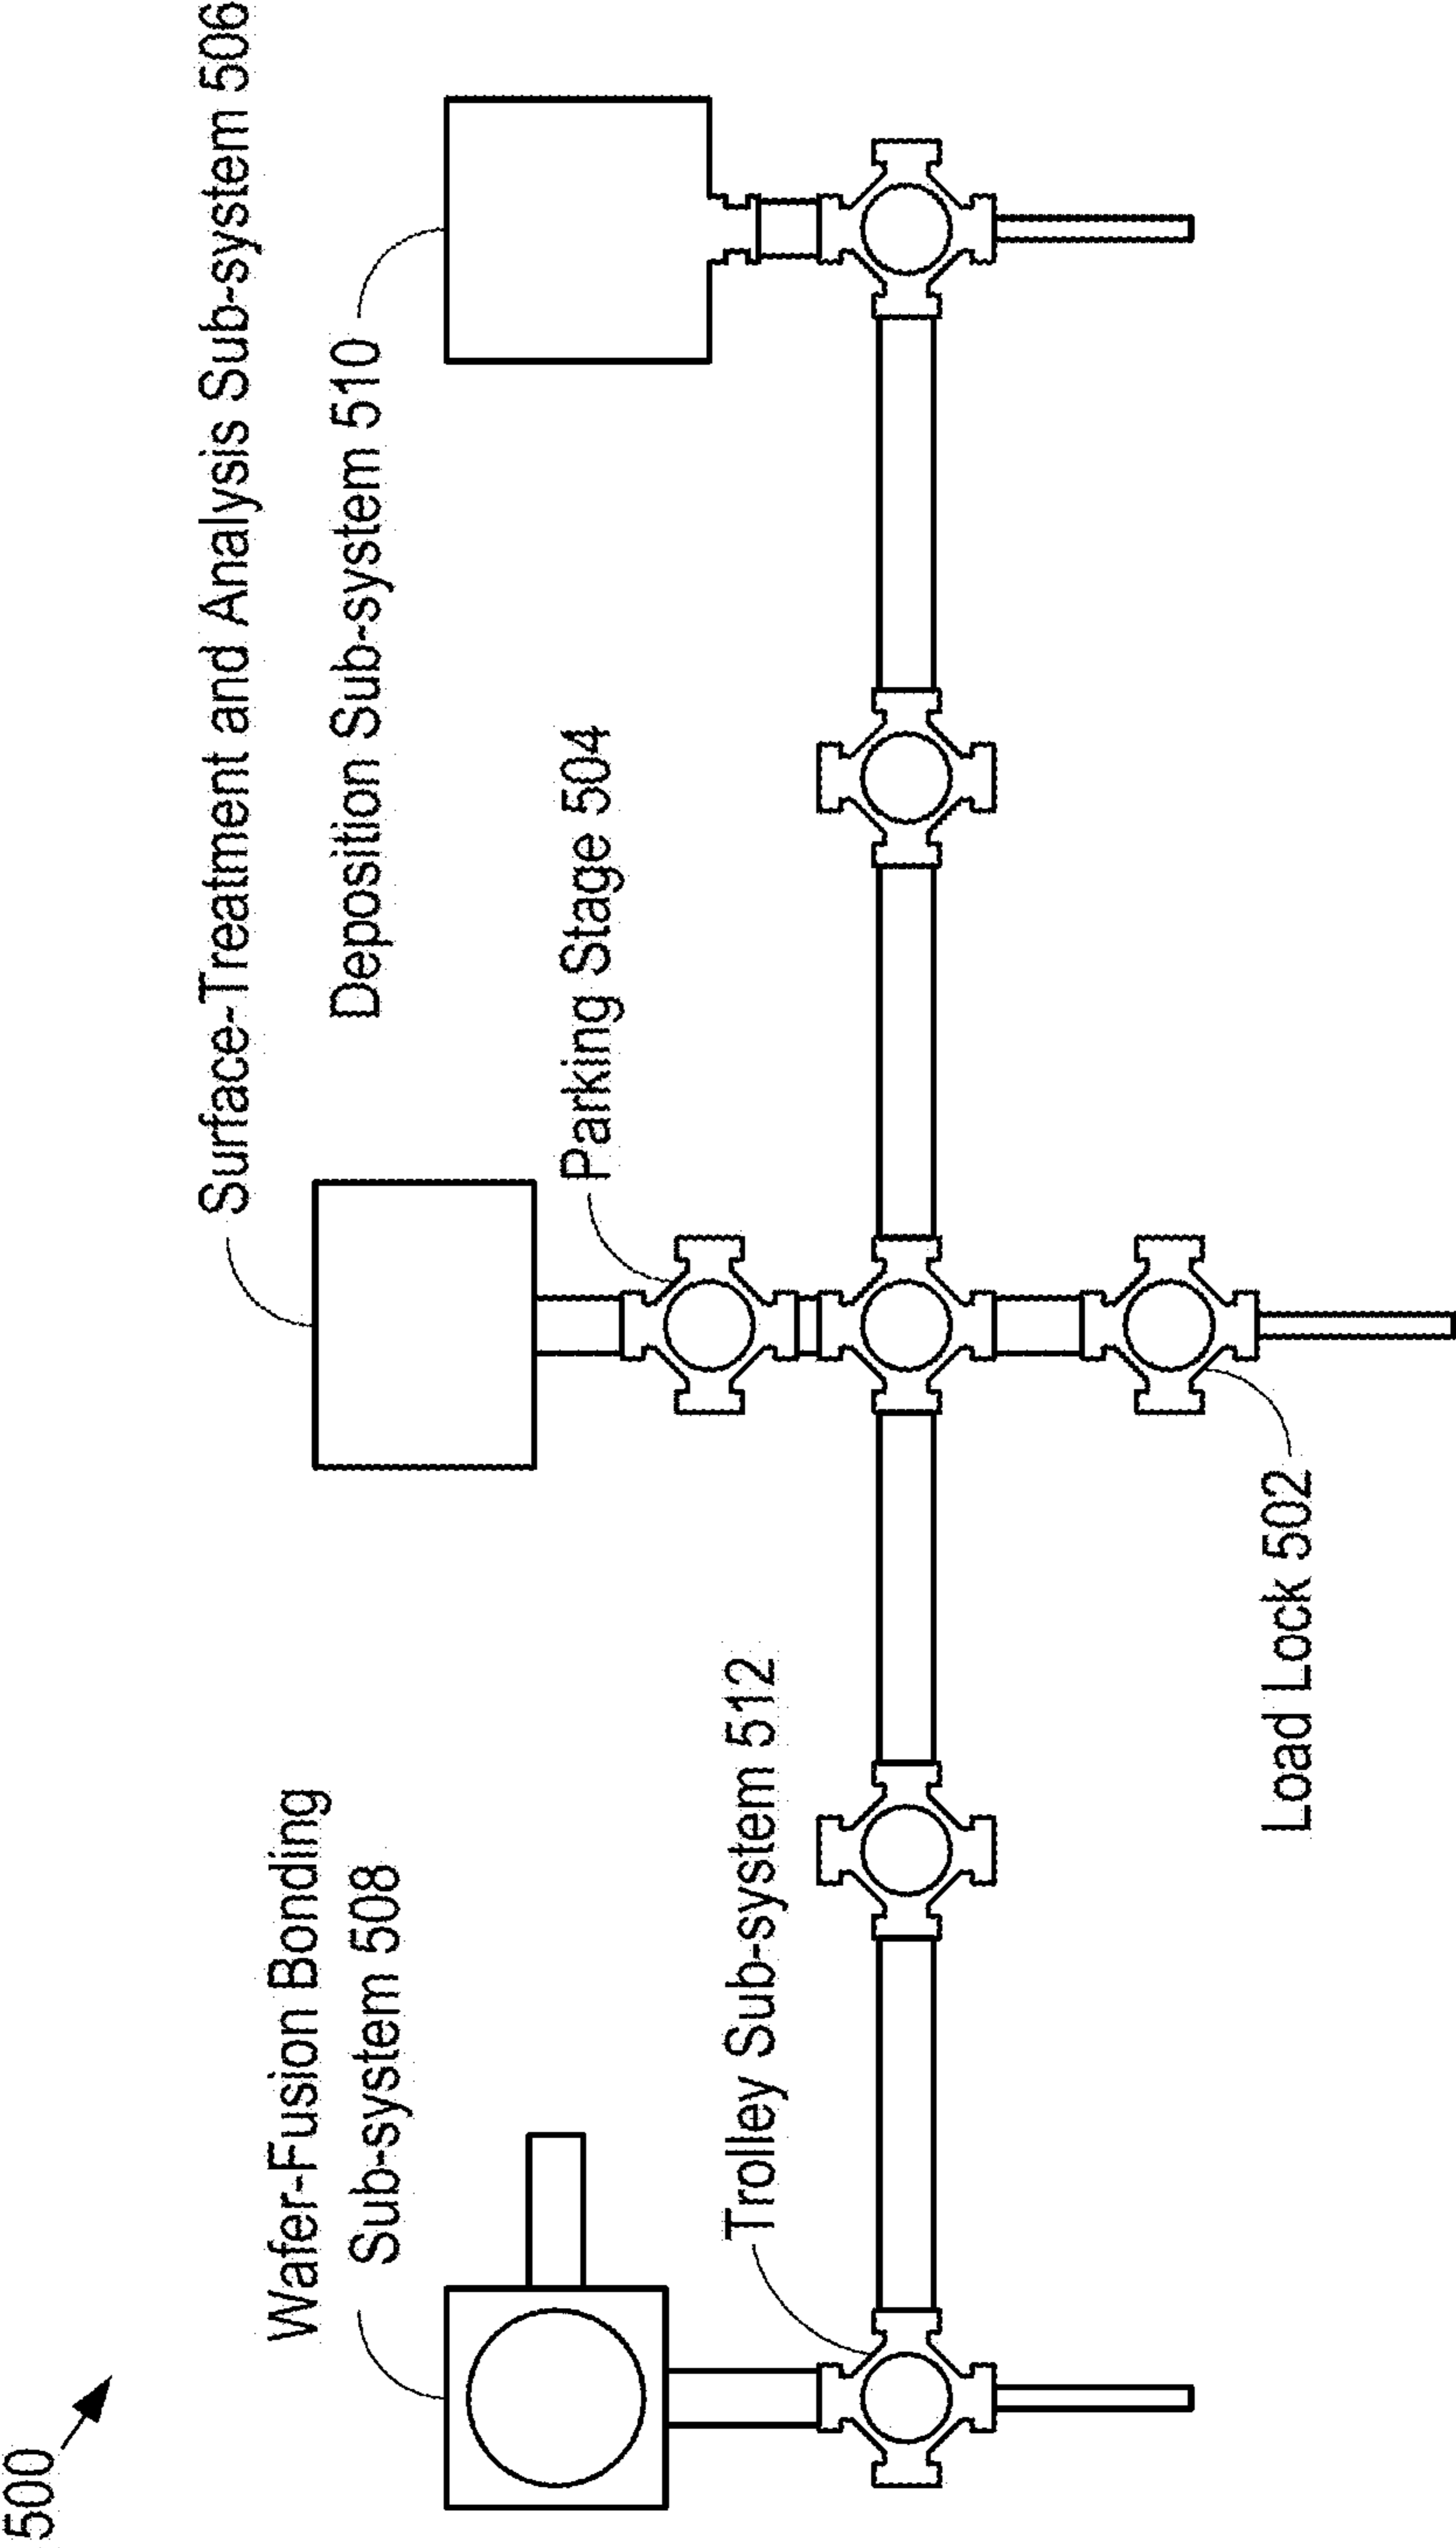 500
Wafer-Fusion Bonding
Sub-system 508
Surface-Treatment and Analysis Sub-system 506
Deposition Sub-system 510
Parking Stage 504
Trolley Sub-system 512
Load Lock 502